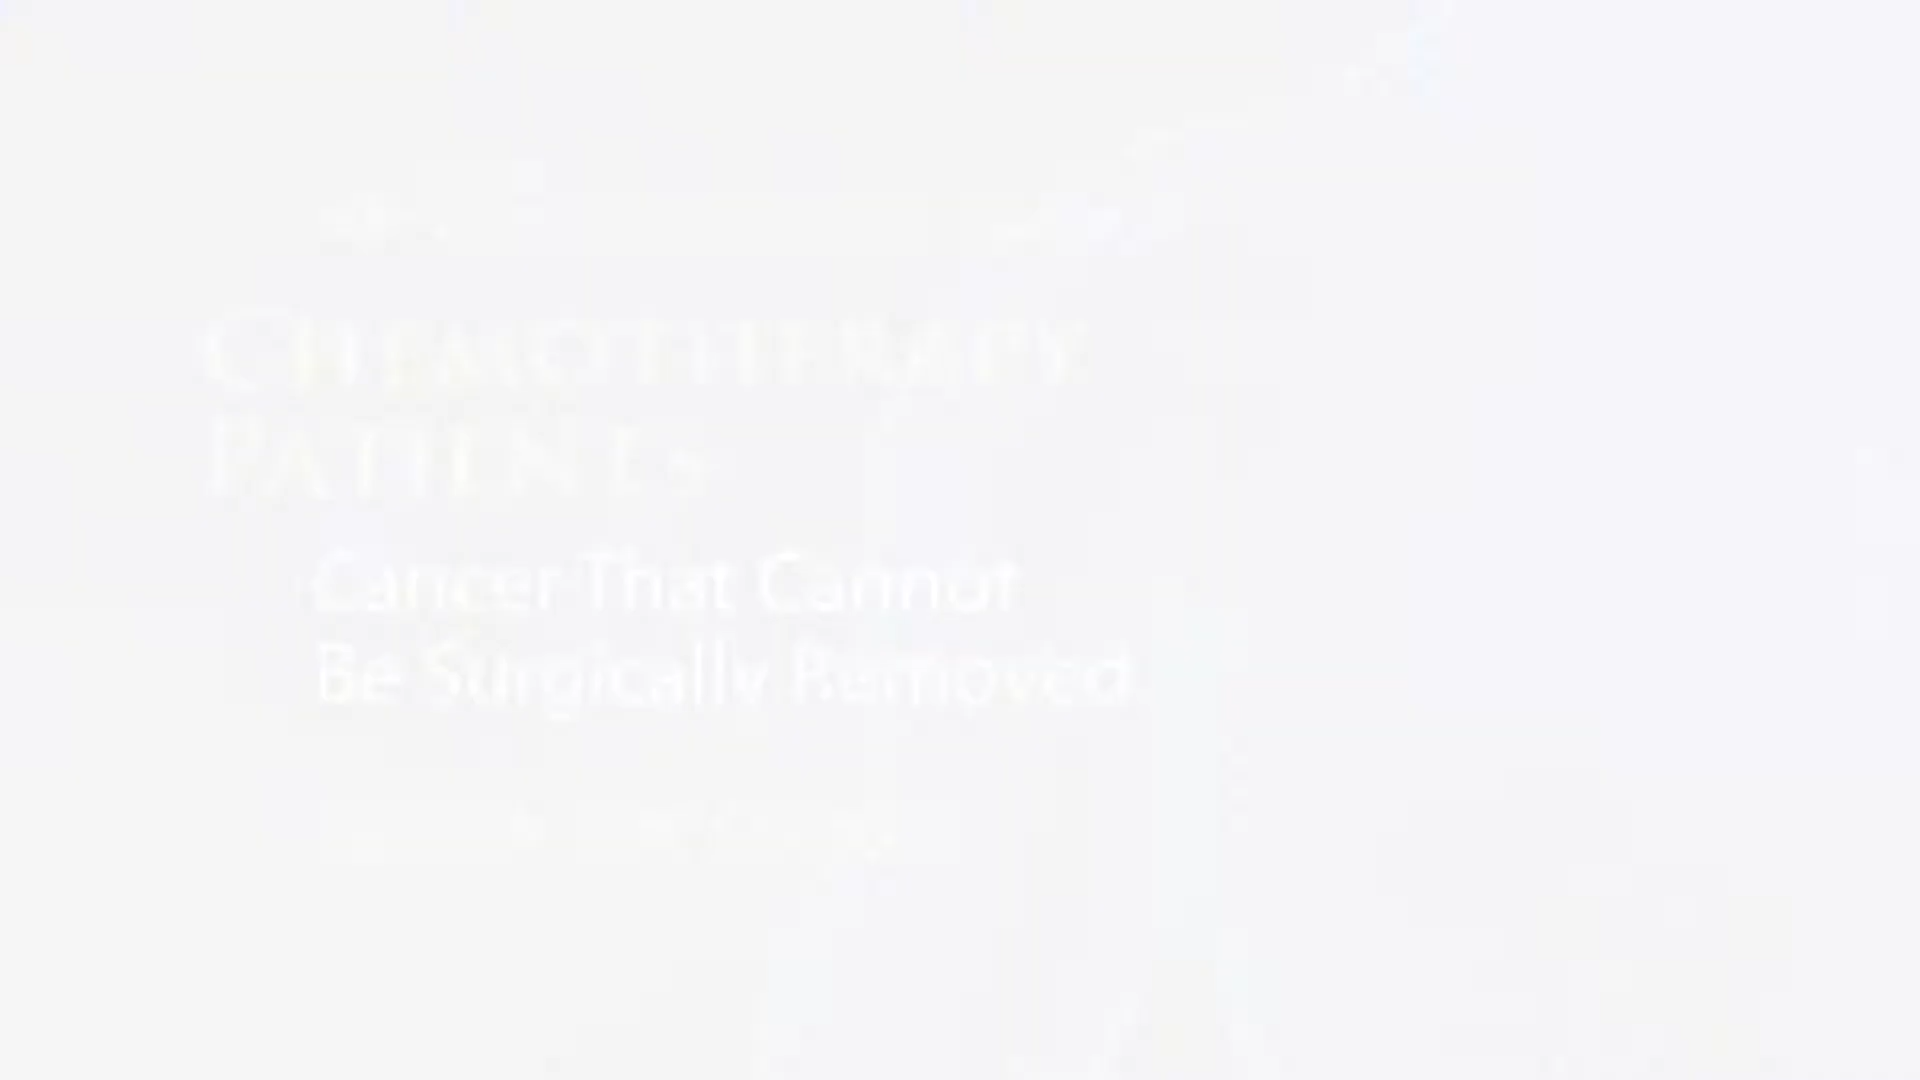 CHEMOTHERAPY
PATIENTS
Cancer That Cannot
Be Surgically Removed